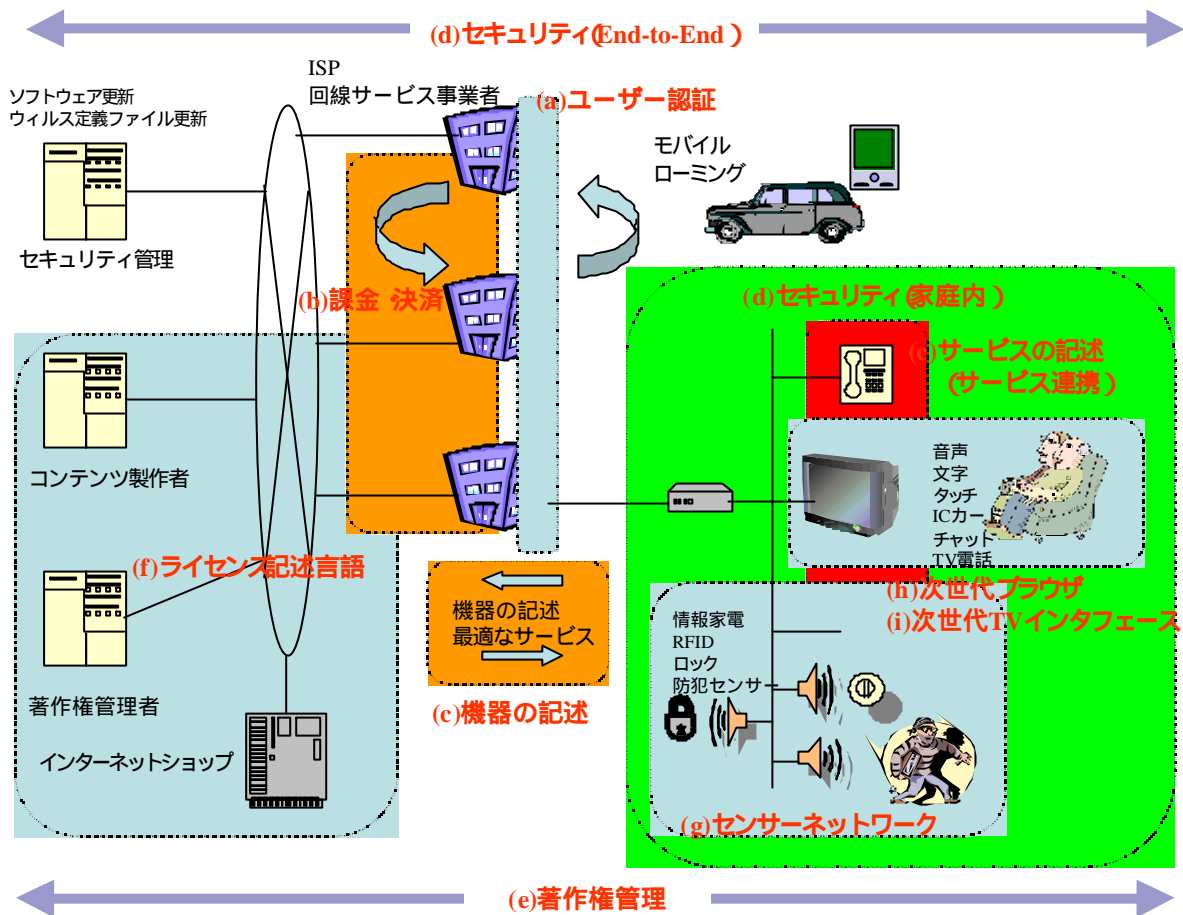 (d)セキュリティ(End-to-End)
ISP
回線サービス事業者
(a)ユーザー認証
ソフトウェア更新
ウィルス定義ファイル更新
モバイル
ローミング
セキュリティ管理
(b)課金・決済
(d)セキュリティ(家庭内)
(c)サービスの記述
(サービス連携)
音声
文字
タッチ
ICカード
チャット
TV電話
コンテンツ製作者
(f)ライセンス記述言語
機器の記述
最適なサービス
(c)機器の記述
(h)次世代ブラウザ
(i)次世代TVインタフェース
情報家電
RFID
ロック
防犯センサ
著作権管理者
インターネットショップ
(g)センサーネットワーク
(e)著作権管理